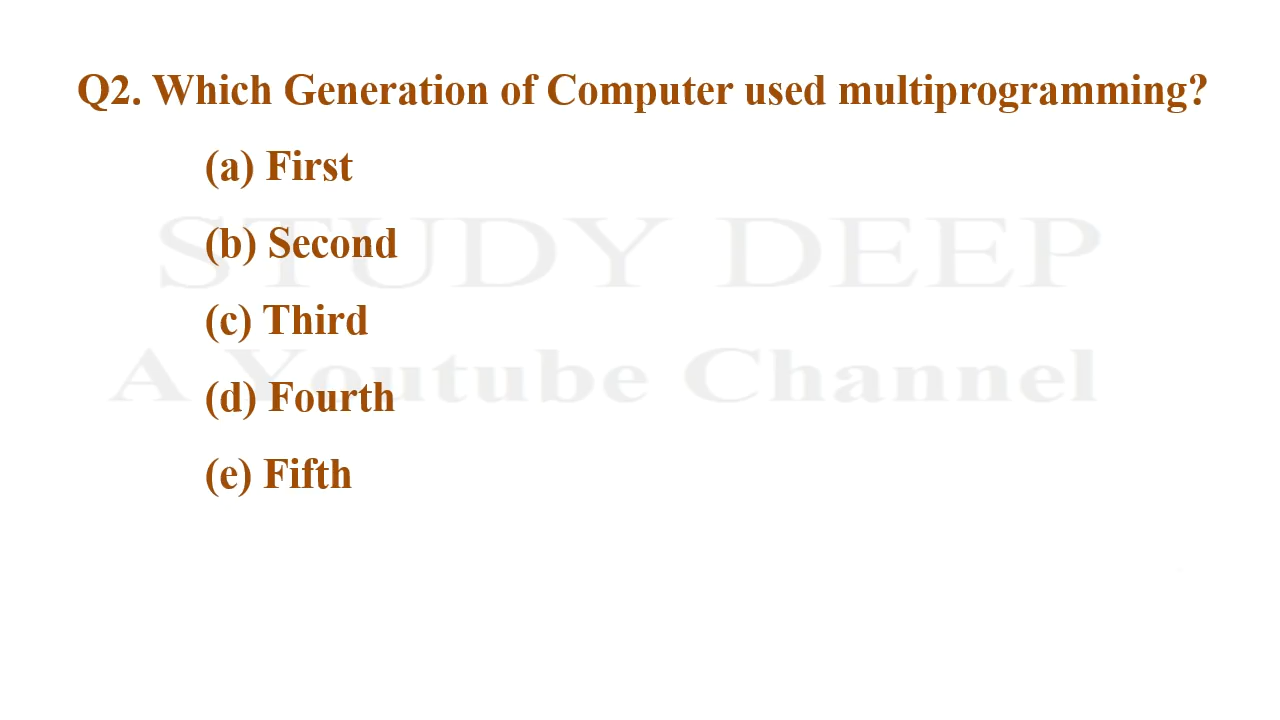 Q2. Which Generation of Computer used multiprogramming?
(a) First
STUDY DEEP
(b) Second
(c) Third
A Youtube Channel
(d) Fourth
(e) Fifth